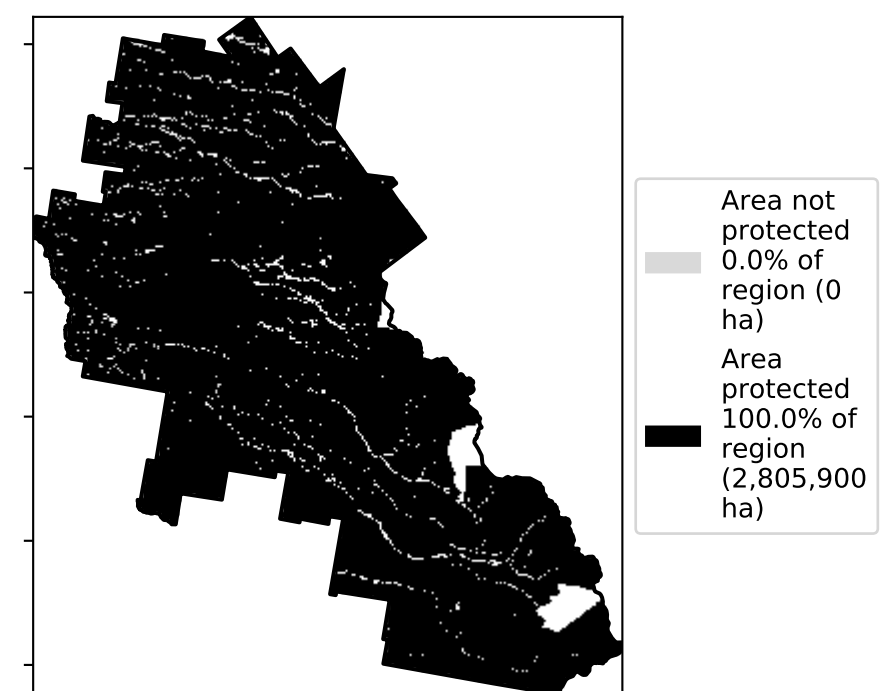 Area not
protected
0.0% of
region (0
ha)
Area
protected
100.0% of
region
(2,805,900
ha)